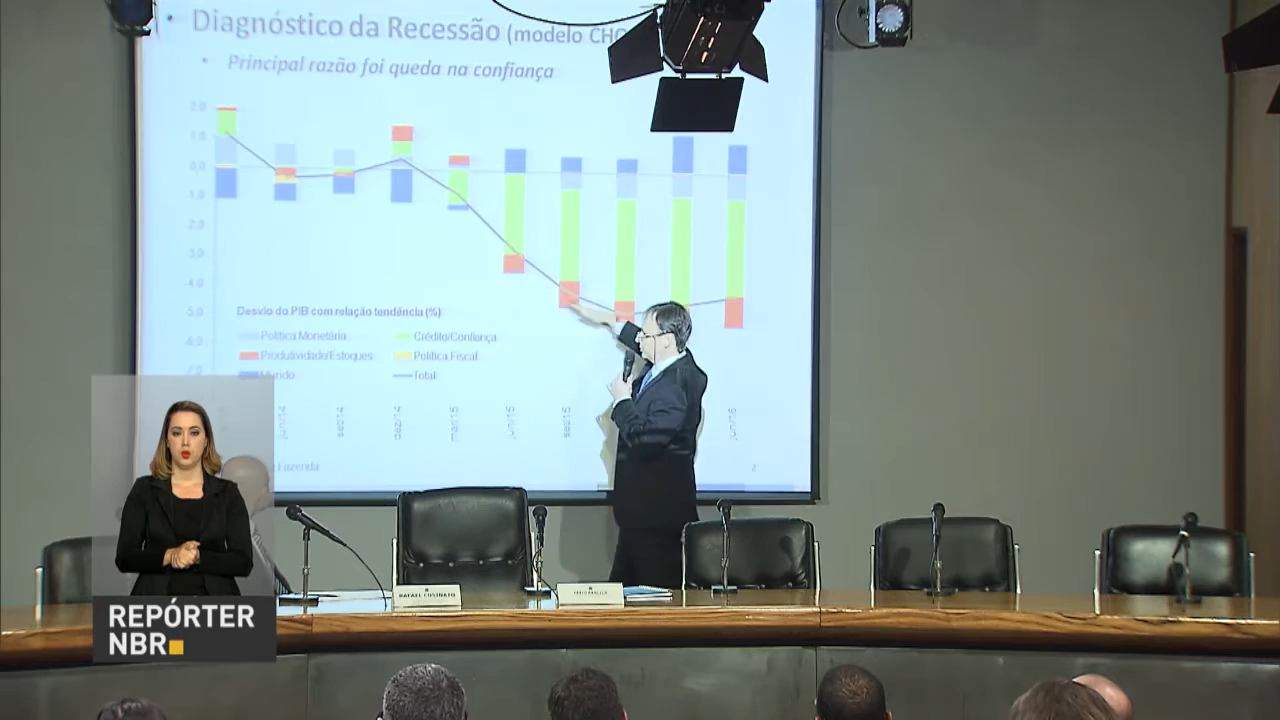 • Diagnóstico da Recessão (modelo
• Principal razão foi queda na confiança
2,0
1,0
0,0
-1,0
-2,0
-3,0
-4,0
-5,0
-6,0
Desvio do PIB com relação tendência (%)
Política Monetária
Crédito/Confiança
Produtividade/Estoques
Política Fiscal
Mundo
Total
jun/14
set/14
dez/14
mar/15
jun/15
set/15
jun/16
Fazenda
2
RAFAEL
REPÓRTER
NBR